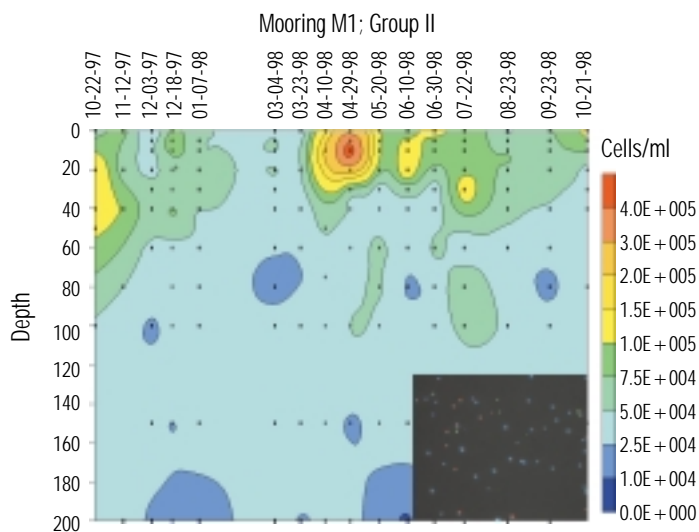 Mooring M1; Group II
10-22-97
11-12-97
12-03-97
12-18-97
01-07-98
03-04-98
03-23-98
04-10-98
04-29-98
05-20-98
06-10-98
06-30-98
07-22-98
08-23-98
09-23-98
10-21-98
Depth
0
20
40
60
80
100
120
140
160
180
200
Cells/ml
4.0E+005
3.0E+005
2.0E+005
1.5E+005
1.0E+005
7.5E+004
5.0E+004
2.5E+004
1.0E+004
0.0E+000